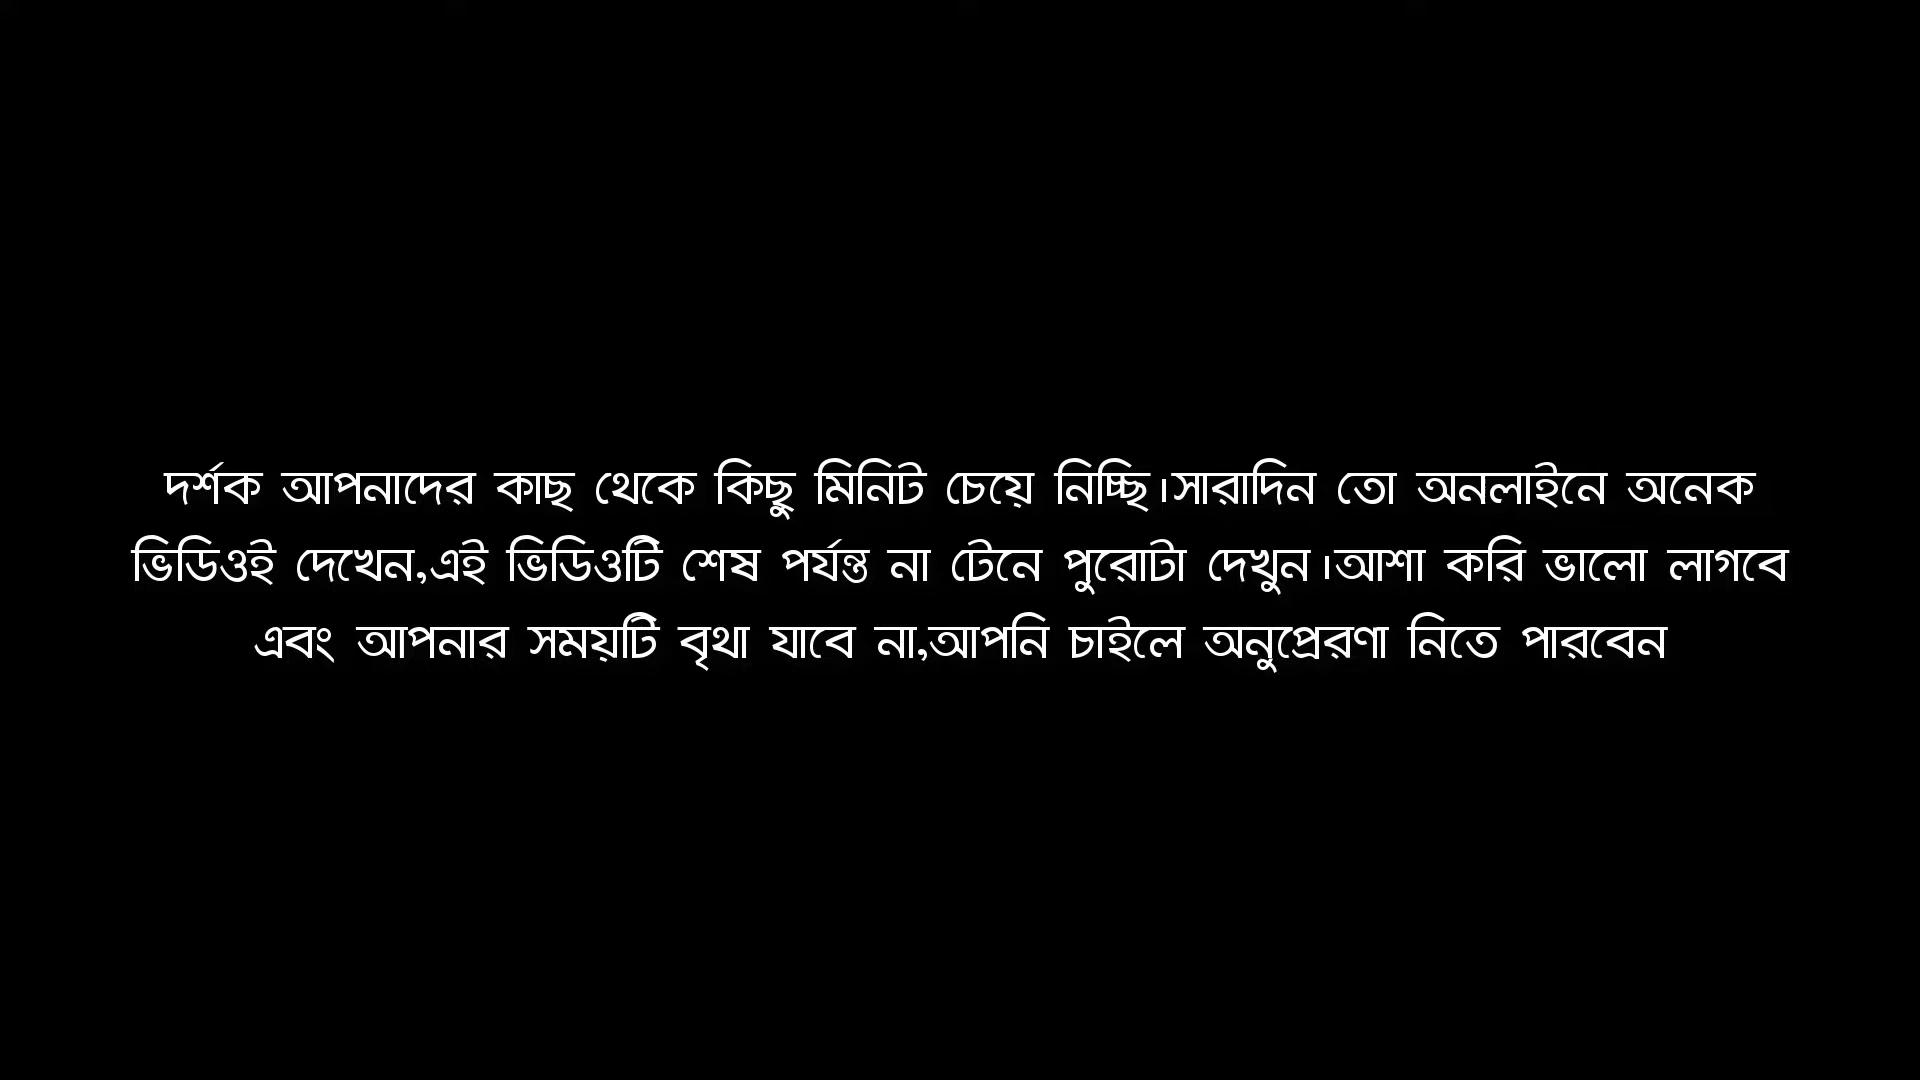 দর্শক আপনাদের কাছ থেকে কিছু মিনিট চেয়ে নিচ্ছি।সারাদিন তো অনলাইনে অনেক
ভিডিওই দেখেন,এই ভিডিওটি শেষ পর্যন্ত না টেনে পুরোটা দেখুন।আশা করি ভালো লাগবে
এবং আপনার সময়টি বৃথা যাবে না,আপনি চাইলে অনুপ্রেরণা নিতে পারবেন